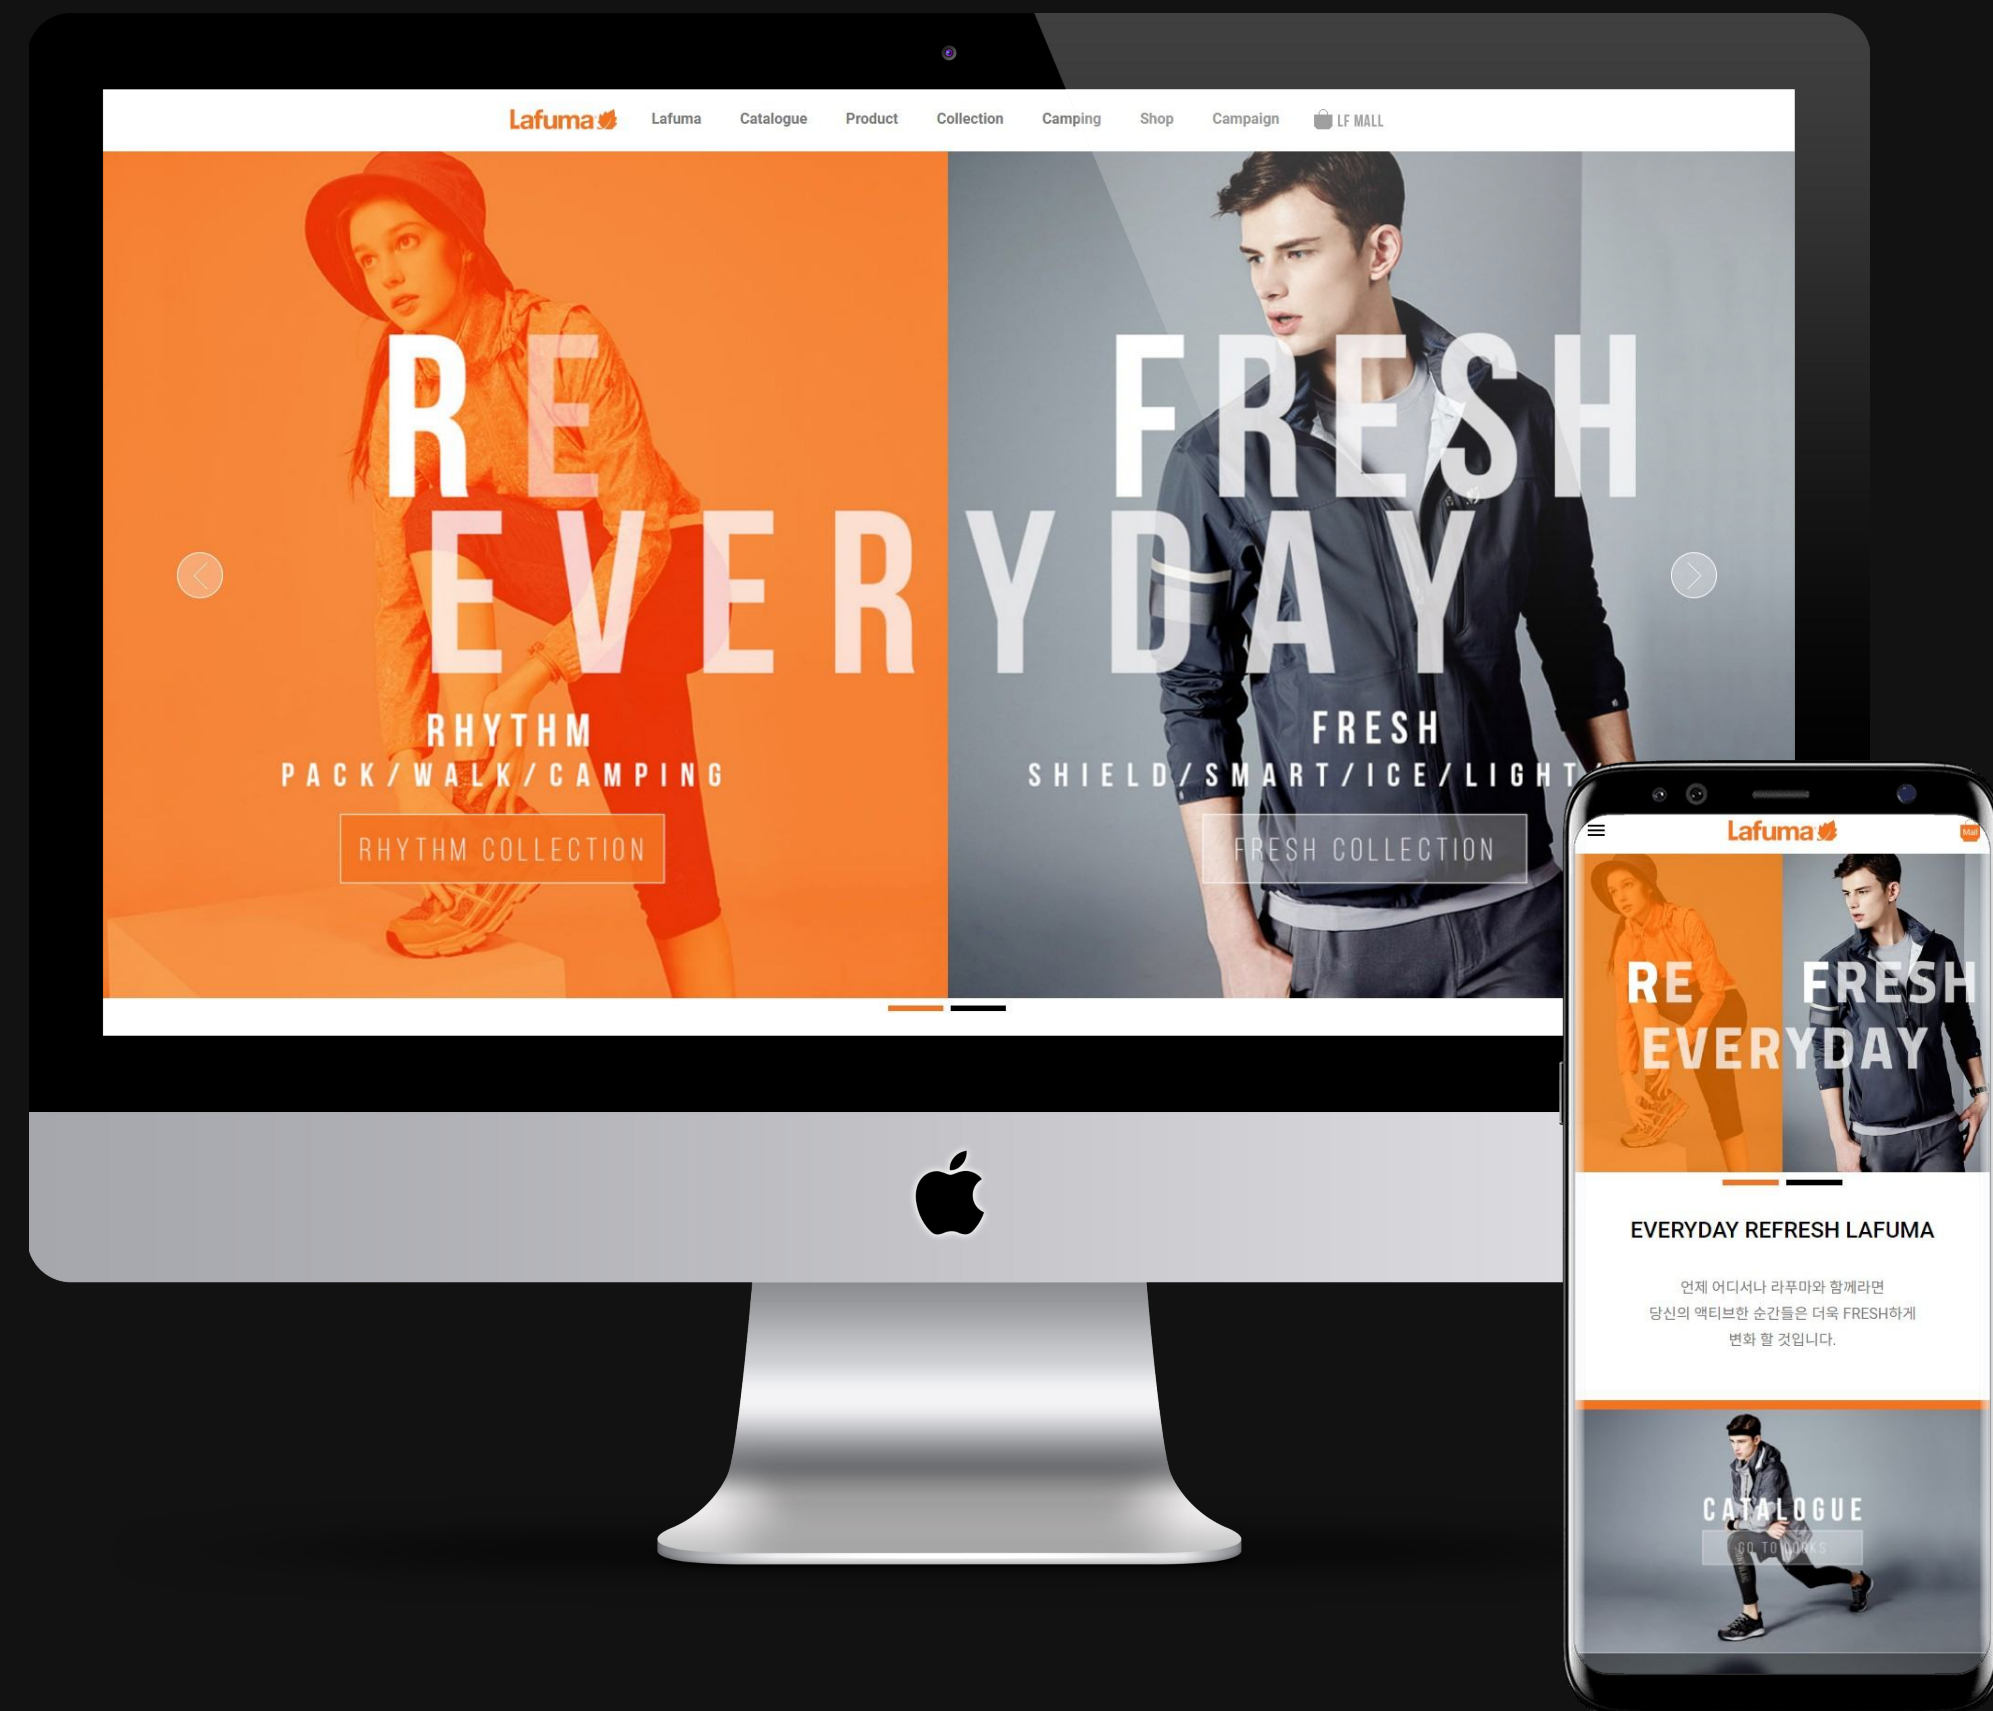 Lafuma Lafuma Catalogue Product Collection Camping Shop Campaign LF MALL
RE FRESH
EVERYDAY
RHYTHM
PACK/WALK/CAMPING
RHYTHM COLLECTION
FRESH
SHIELD/SMART/ICE/LIGHT/
FRESH COLLECTION
Lafuma Mall
RE FRESH
EVERYDAY
EVERYDAY REFRESH LAFUMA
언제 어디서나 라푸마와 함께라면
당신의 액티브한 순간들은 더욱 FRESH하게
변화 할 것입니다.
CATALOGUE
GO TO